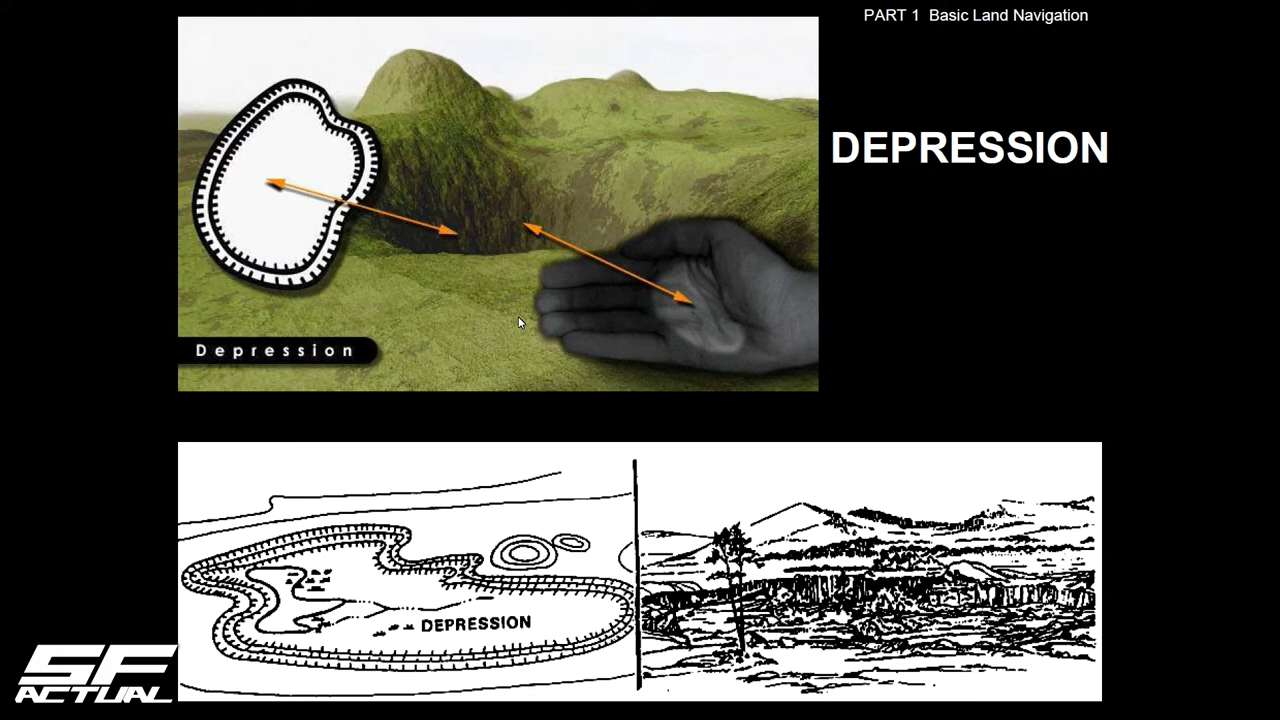 PART 1 Basic Land Navigation
DEPRESSION
Depression
DEPRESSION
SF
ACTUAL